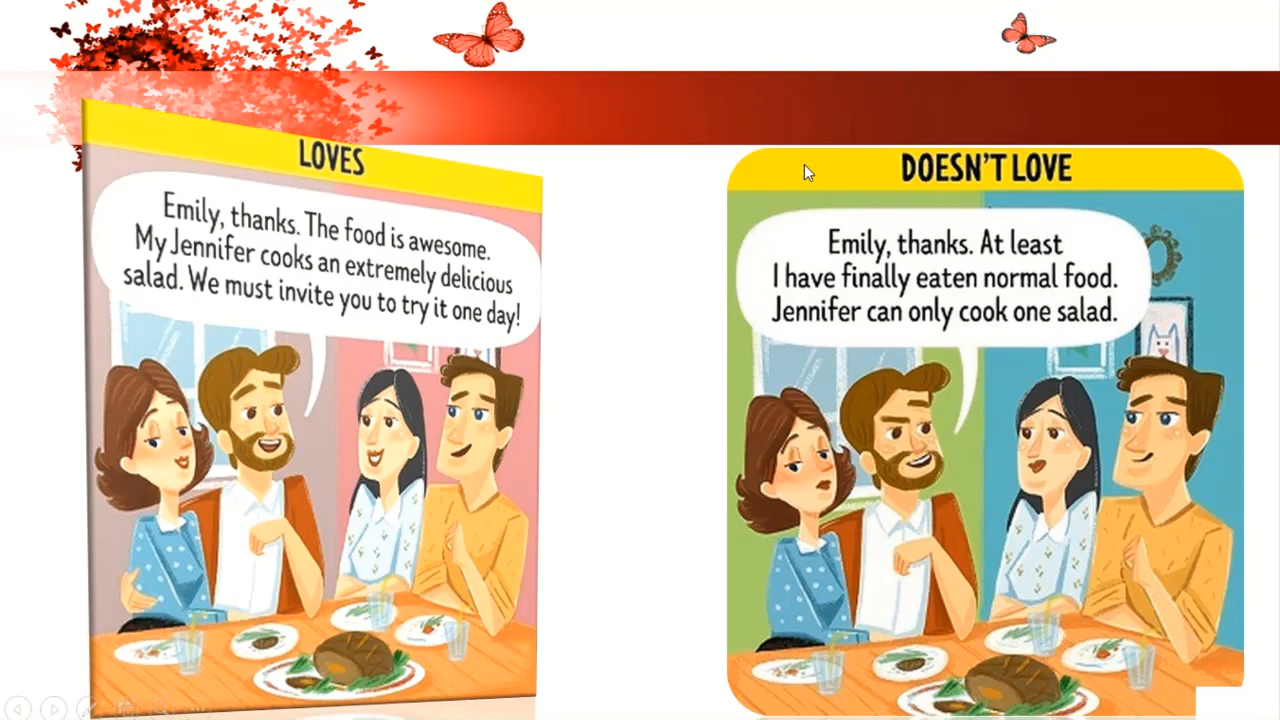 LOVES
Emily, thanks. The food is awesome.
My Jennifer cooks an extremely delicious
salad. We must invite you to try it one day!
DOESN'T LOVE
Emily, thanks. At least
I have finally eaten normal food.
Jennifer can only cook one salad.